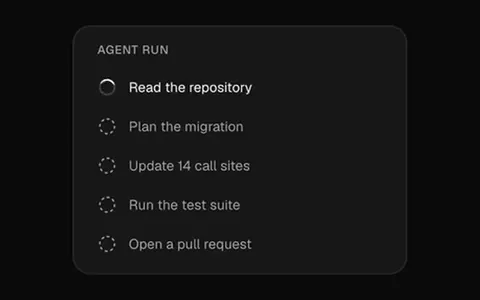 AGENT RUN
Read the repository
Plan the migration
Update 14 call sites
Run the test suite
Open a pull request